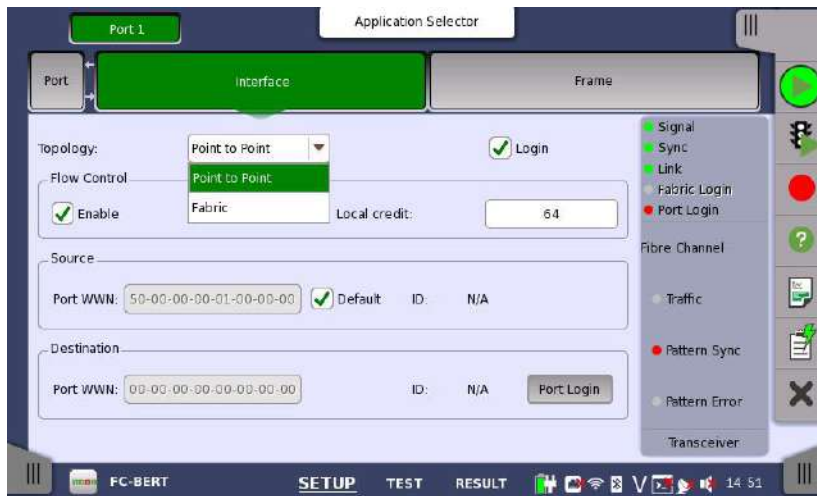 Port 1
Application Selector
Port
Interface
Frame
Topology:
Point to Point
Login
Point to Point
Fabric
Flow Control
Enable
Local credit:
64
Source
Port WWN:
50-00-00-00-01-00-00-00
Default
ID:
N/A
Destination
Port WWN:
00-00-00-00-00-00-00-00
ID:
N/A
Port Login
Signal
Sync
Link
Fabric Login
Port Login
Fibre Channel
Traffic
Pattern Sync
Pattern Error
Transceiver
FC-BERT
SETUP
TEST
RESULT
V
14 51